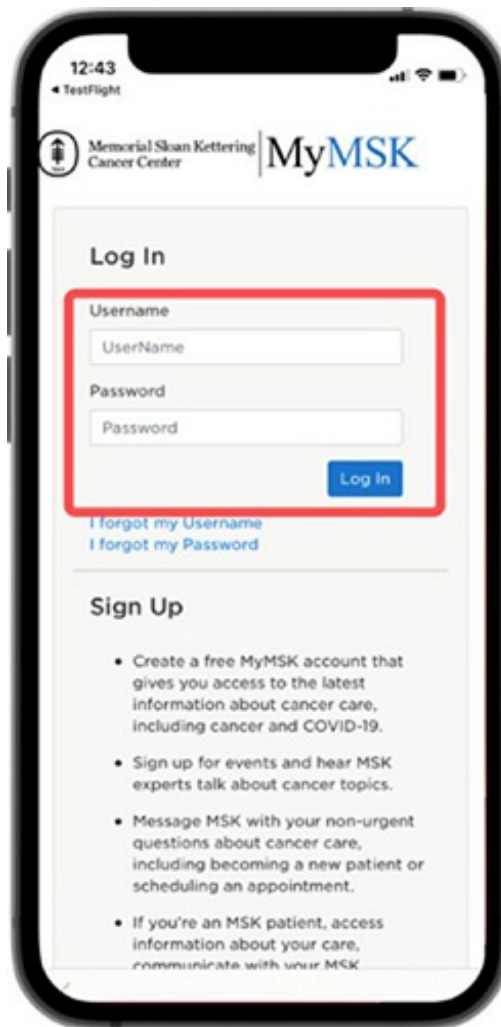 12:43
◀ TestFlight
Memorial Sloan Kettering
Cancer Center
MyMSK
Log In
Username
UserName
Password
Password
Log In
I forgot my Username
I forgot my Password
Sign Up
• Create a free MyMSK account that
gives you access to the latest
information about cancer care,
including cancer and COVID-19.
• Sign up for events and hear MSK
experts talk about cancer topics.
• Message MSK with your non-urgent
questions about cancer care,
including becoming a new patient or
scheduling an appointment.
• If you're an MSK patient, access
information about your care,
communicate with your MSK